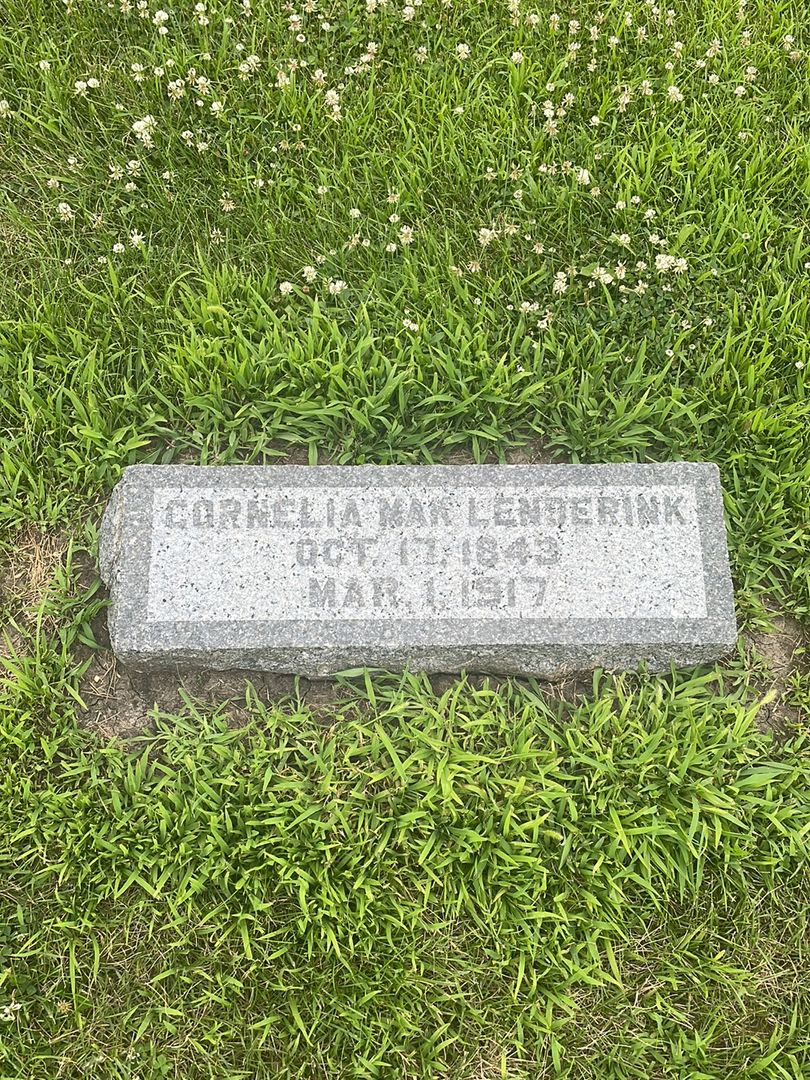 CORNELIA MAK LENDERINK
OCT. 17, 1843
MAR. 1, 1917